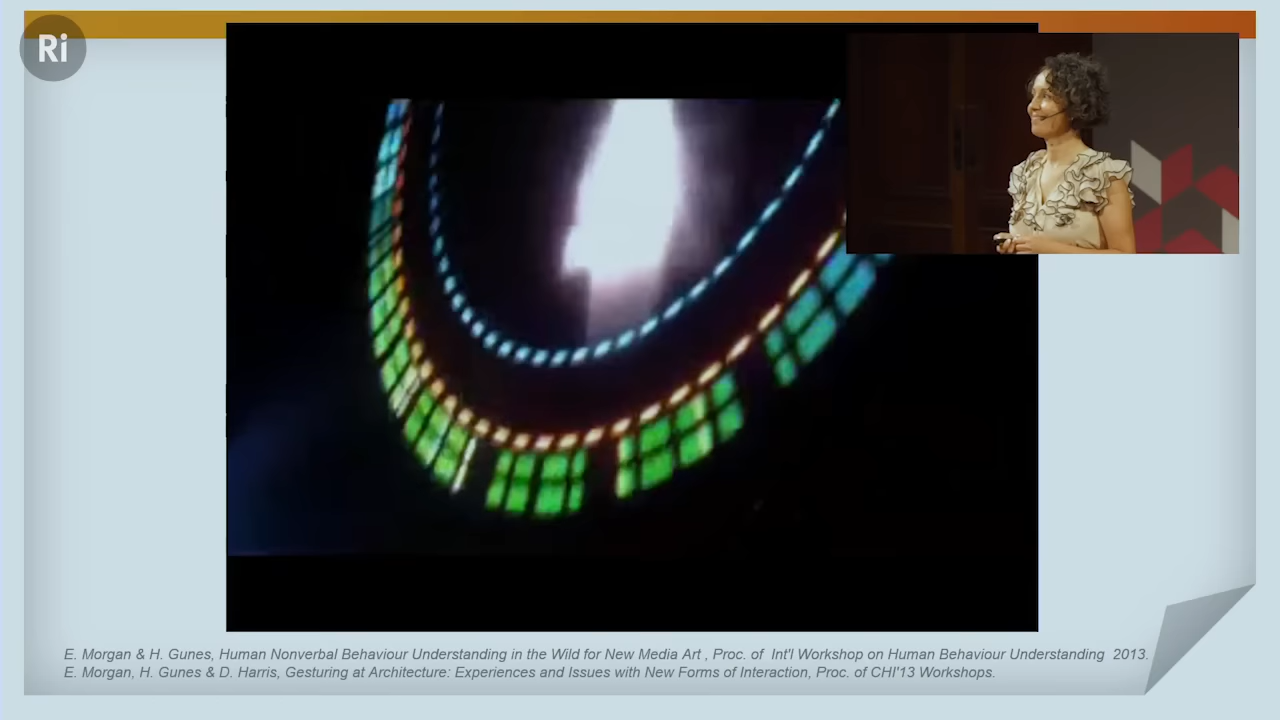 Ri
E. Morgan & H. Gunes, Human Nonverbal Behaviour Understanding in the Wild for New Media Art , Proc. of Int'l Workshop on Human Behaviour Understanding 2013.
E. Morgan, H. Gunes & D. Harris, Gesturing at Architecture: Experiences and Issues with New Forms of Interaction, Proc. of CHI'13 Workshops.